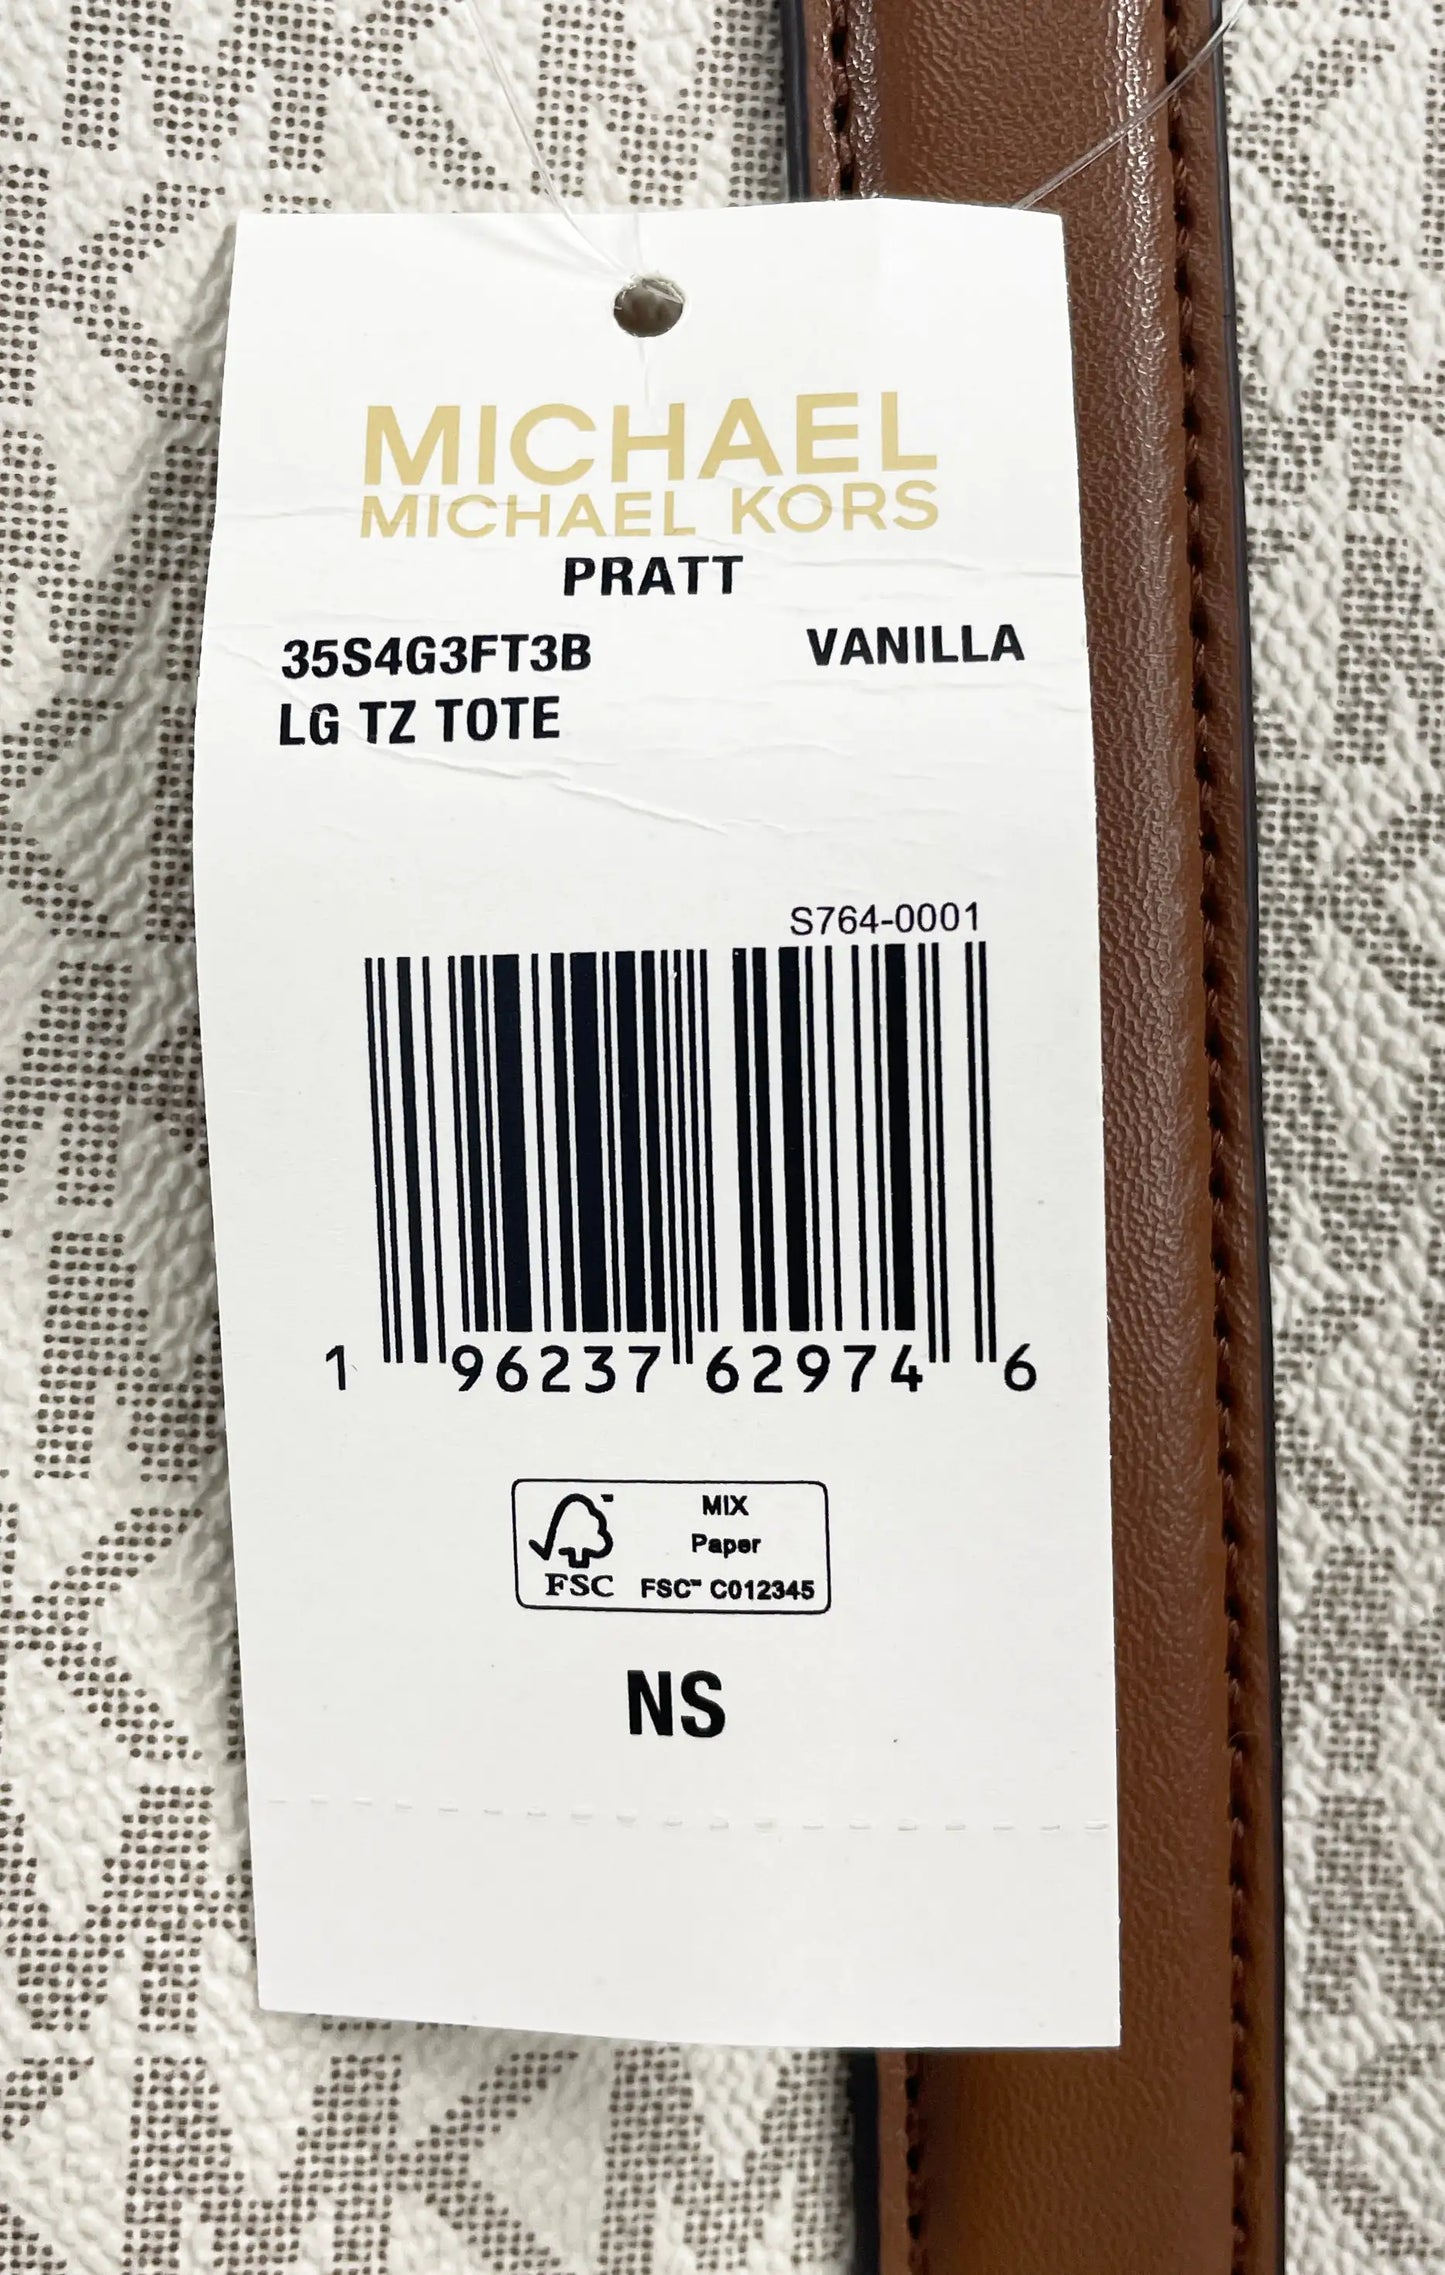 MICHAEL
MICHAEL KORS
PRATT
35S4G3FT3B VANILLA
LG TZ TOTE
S764-0001
1 96237 62974 6
MIX
Paper
FSC™ C012345
FSC
NS